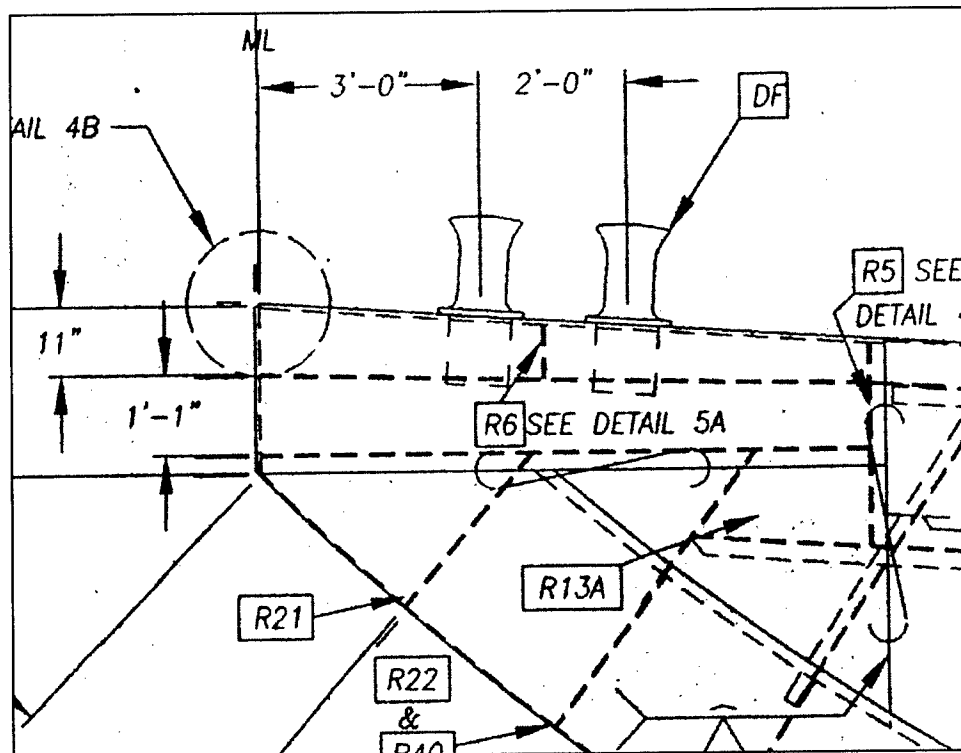 ML
3'-0"
2'-0"
DF
AIL 4B
R5 SEE
DETAIL
11"
1'-1"
R6 SEE DETAIL 5A
R13A
R21
R22
&
R40